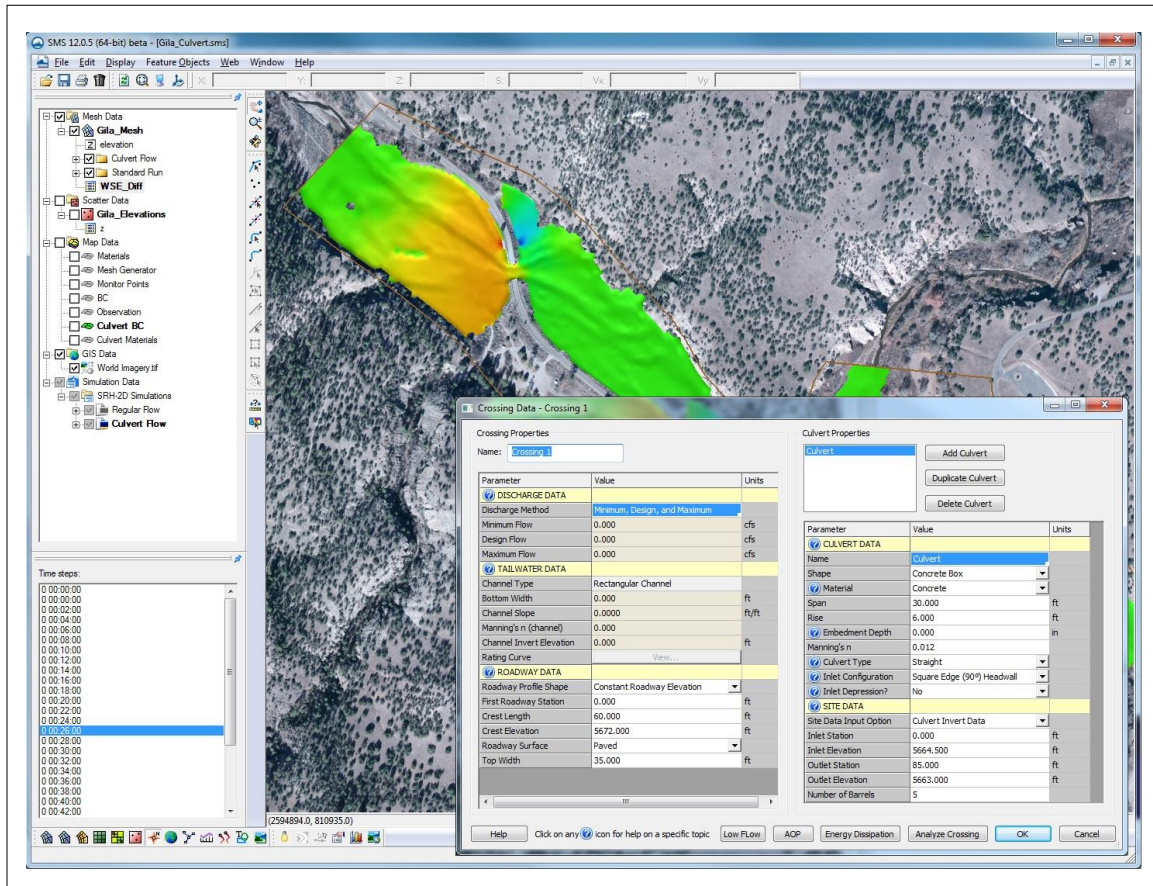 SMS 12.0.5 (64-bit) beta - [Gila_Culvert.sms]
File Edit Display Feature Objects Web Window Help
X: Y: Z: S: Vx: Vy:
Mesh Data
Gila_Mesh
Z elevation
Culvert Flow
Standard Run
WSE_Diff
Scatter Data
Gila_Elevations
z
Map Data
Materials
Mesh Generator
Monitor Points
BC
Observation
Culvert BC
Culvert Materials
GIS Data
World Imagery.tif
Simulation Data
SRH-2D Simulations
Regular Flow
Culvert Flow
Time steps:
0 00:00:00
0 00:00:00
0 00:02:00
0 00:04:00
0 00:06:00
0 00:08:00
0 00:10:00
0 00:12:00
0 00:14:00
0 00:16:00
0 00:18:00
0 00:20:00
0 00:22:00
0 00:24:00
0 00:26:00
0 00:28:00
0 00:30:00
0 00:32:00
0 00:34:00
0 00:36:00
0 00:38:00
0 00:40:00
0 00:42:00
(2594894.0, 810935.0)
Crossing Data - Crossing 1
Crossing Properties
Name: Crossing 1
Parameter Value Units
DISCHARGE DATA
Discharge Method Minimum, Design, and Maximum
Minimum Flow 0.000 cfs
Design Flow 0.000 cfs
Maximum Flow 0.000 cfs
TAILWATER DATA
Channel Type Rectangular Channel
Bottom Width 0.000 ft
Channel Slope 0.0000 ft/ft
Manning's n (channel) 0.000
Channel Invert Elevation 0.000 ft
Rating Curve View...
ROADWAY DATA
Roadway Profile Shape Constant Roadway Elevation
First Roadway Station 0.000 ft
Crest Length 60.000 ft
Crest Elevation 5672.000 ft
Roadway Surface Paved
Top Width 35.000 ft
Culvert Properties
Culvert
Add Culvert
Duplicate Culvert
Delete Culvert
Parameter Value Units
CULVERT DATA
Name Culvert
Shape Concrete Box
Material Concrete
Span 30.000 ft
Rise 6.000 ft
Embedment Depth 0.000 in
Manning's n 0.012
Culvert Type Straight
Inlet Configuration Square Edge (90º) Headwall
Inlet Depression? No
SITE DATA
Site Data Input Option Culvert Invert Data
Inlet Station 0.000 ft
Inlet Elevation 5664.500 ft
Outlet Station 85.000 ft
Outlet Elevation 5663.000 ft
Number of Barrels 5
Help Click on any ? icon for help on a specific topic Low FLow AOP Energy Dissipation Analyze Crossing OK Cancel